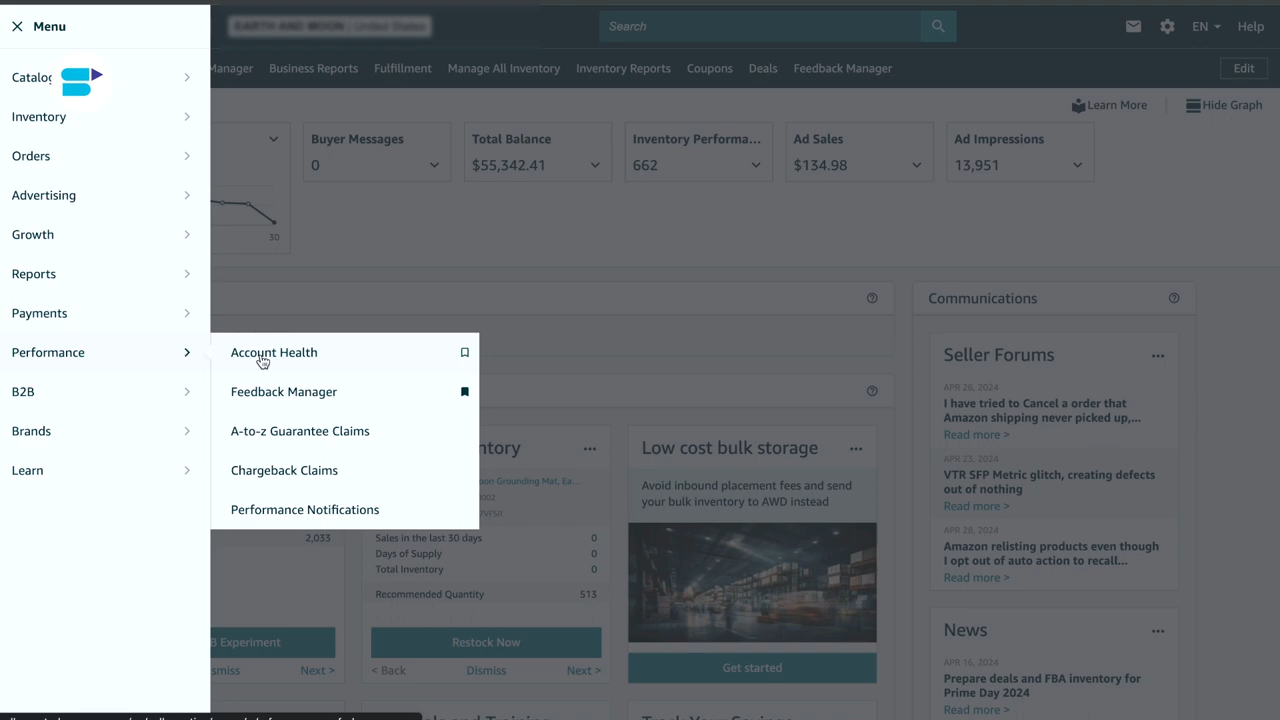 Menu
EARTH AND MOON | United States
Search
EN
Help
Catalog
Manager
Business Reports
Fulfillment
Manage All Inventory
Inventory Reports
Coupons
Deals
Feedback Manager
Edit
Inventory
Orders
Advertising
Growth
Reports
Payments
Performance
B2B
Brands
Learn
Learn More
Hide Graph
Buyer Messages
0
Total Balance
$55,342.41
Inventory Performa...
662
Ad Sales
$134.98
Ad Impressions
13,951
30
Account Health
Feedback Manager
A-to-z Guarantee Claims
Chargeback Claims
Performance Notifications
Communications
Seller Forums
APR 26, 2024
I have tried to Cancel a order that
Amazon shipping never picked up,...
Read more >
APR 23, 2024
VTR SFP Metric glitch, creating defects
out of nothing
Read more >
APR 28, 2024
Amazon relisting products even though
I opt out of auto action to recall...
Read more >
News
APR 16, 2024
Prepare deals and FBA inventory for
Prime Day 2024
Read more >
Grounding Mat, Ea...
2,033
Sales in the last 30 days 0
Days of Supply 0
Total Inventory 0
Recommended Quantity 513
B Experiment
Next >
Restock Now
< Back
Dismiss
Next >
Low cost bulk storage
Avoid inbound placement fees and send
your bulk inventory to AWD instead
Get started